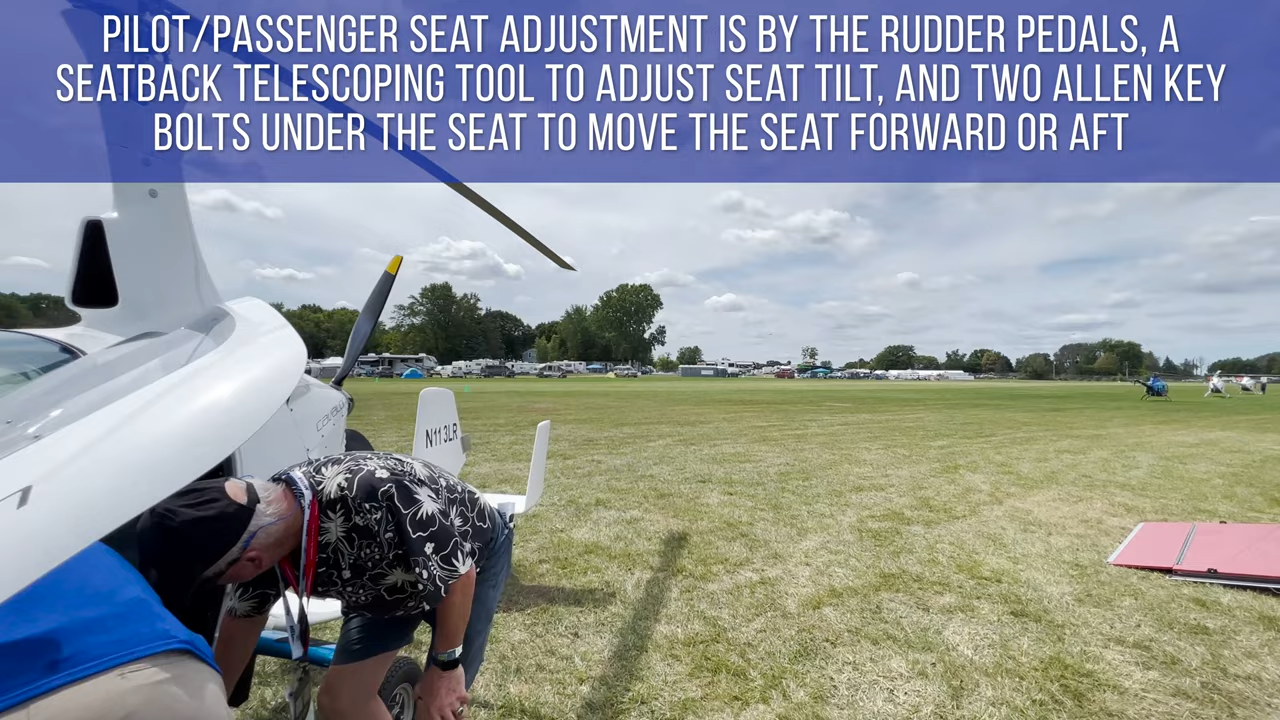 PILOT/PASSENGER SEAT ADJUSTMENT IS BY THE RUDDER PEDALS, A
SEATBACK TELESCOPING TOOL TO ADJUST SEAT TILT, AND TWO ALLEN KEY
BOLTS UNDER THE SEAT TO MOVE THE SEAT FORWARD OR AFT
N113LR